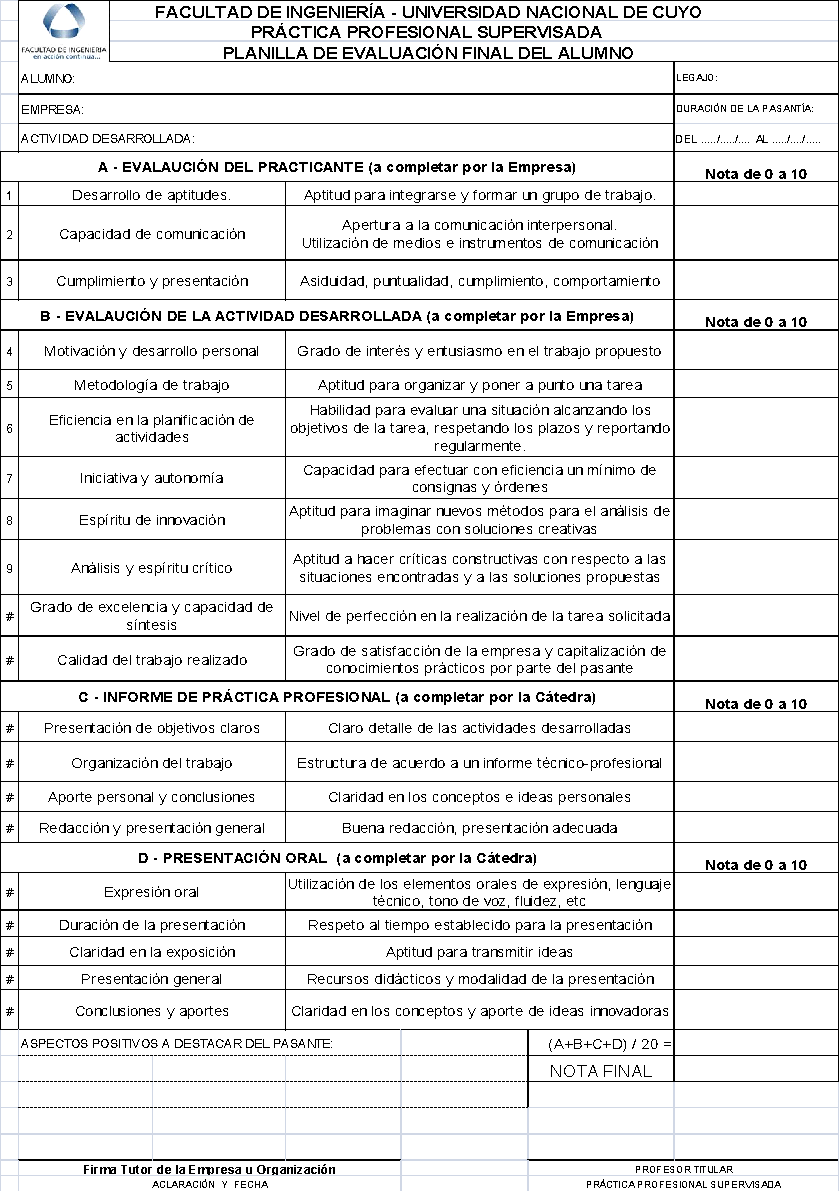 FACULTAD DE INGENIERÍA
en acción continua...
FACULTAD DE INGENIERÍA - UNIVERSIDAD NACIONAL DE CUYO
PRÁCTICA PROFESIONAL SUPERVISADA
PLANILLA DE EVALUACIÓN FINAL DEL ALUMNO
ALUMNO:
LEGAJO:
EMPRESA:
DURACIÓN DE LA PASANTÍA:
ACTIVIDAD DESARROLLADA:
DEL ...../...../.... AL ...../..../.....
A - EVALAUCIÓN DEL PRACTICANTE (a completar por la Empresa)
Nota de 0 a 10
1 Desarrollo de aptitudes. Aptitud para integrarse y formar un grupo de trabajo.
2 Capacidad de comunicación Apertura a la comunicación interpersonal.
Utilización de medios e instrumentos de comunicación
3 Cumplimiento y presentación Asiduidad, puntualidad, cumplimiento, comportamiento
B - EVALAUCIÓN DE LA ACTIVIDAD DESARROLLADA (a completar por la Empresa)
Nota de 0 a 10
4 Motivación y desarrollo personal Grado de interés y entusiasmo en el trabajo propuesto
5 Metodología de trabajo Aptitud para organizar y poner a punto una tarea
6 Eficiencia en la planificación de
actividades
Habilidad para evaluar una situación alcanzando los
objetivos de la tarea, respetando los plazos y reportando
regularmente.
7 Iniciativa y autonomía Capacidad para efectuar con eficiencia un mínimo de
consignas y órdenes
8 Espíritu de innovación Aptitud para imaginar nuevos métodos para el análisis de
problemas con soluciones creativas
9 Análisis y espíritu crítico Aptitud a hacer críticas constructivas con respecto a las
situaciones encontradas y a las soluciones propuestas
# Grado de excelencia y capacidad de
síntesis
Nivel de perfección en la realización de la tarea solicitada
# Calidad del trabajo realizado Grado de satisfacción de la empresa y capitalización de
conocimientos prácticos por parte del pasante
C - INFORME DE PRÁCTICA PROFESIONAL (a completar por la Cátedra)
Nota de 0 a 10
# Presentación de objetivos claros Claro detalle de las actividades desarrolladas
# Organización del trabajo Estructura de acuerdo a un informe técnico-profesional
# Aporte personal y conclusiones Claridad en los conceptos e ideas personales
# Redacción y presentación general Buena redacción, presentación adecuada
D - PRESENTACIÓN ORAL (a completar por la Cátedra)
Nota de 0 a 10
# Expresión oral Utilización de los elementos orales de expresión, lenguaje
técnico, tono de voz, fluidez, etc
# Duración de la presentación Respeto al tiempo establecido para la presentación
# Claridad en la exposición Aptitud para transmitir ideas
# Presentación general Recursos didácticos y modalidad de la presentación
# Conclusiones y aportes Claridad en los conceptos y aporte de ideas innovadoras
ASPECTOS POSITIVOS A DESTACAR DEL PASANTE:
(A+B+C+D) / 20 =
NOTA FINAL
Firma Tutor de la Empresa u Organización
ACLARACIÓN Y FECHA
PROFESOR TITULAR
PRÁCTICA PROFESIONAL SUPERVISADA